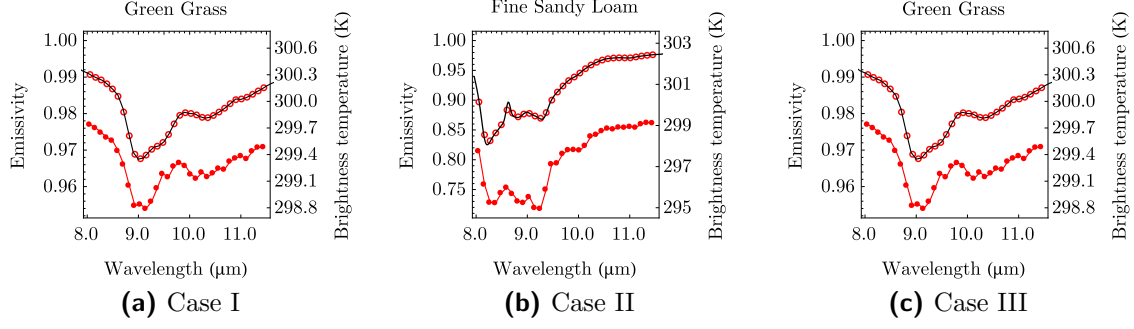 Green Grass
1.00
0.99
0.98
0.97
0.96
Emissivity
300.6
300.3
300.0
299.7
299.4
299.1
298.8
Brightness temperature (K)
8.0 9.0 10.0 11.0
Wavelength (μm)
(a) Case I
Fine Sandy Loam
1.00
0.95
0.90
0.85
0.80
0.75
Emissivity
303
301
299
298
296
295
Brightness temperature (K)
8.0 9.0 10.0 11.0
Wavelength (μm)
(b) Case II
Green Grass
1.00
0.99
0.98
0.97
0.96
Emissivity
300.6
300.3
300.0
299.7
299.4
299.1
298.8
Brightness temperature (K)
8.0 9.0 10.0 11.0
Wavelength (μm)
(c) Case III